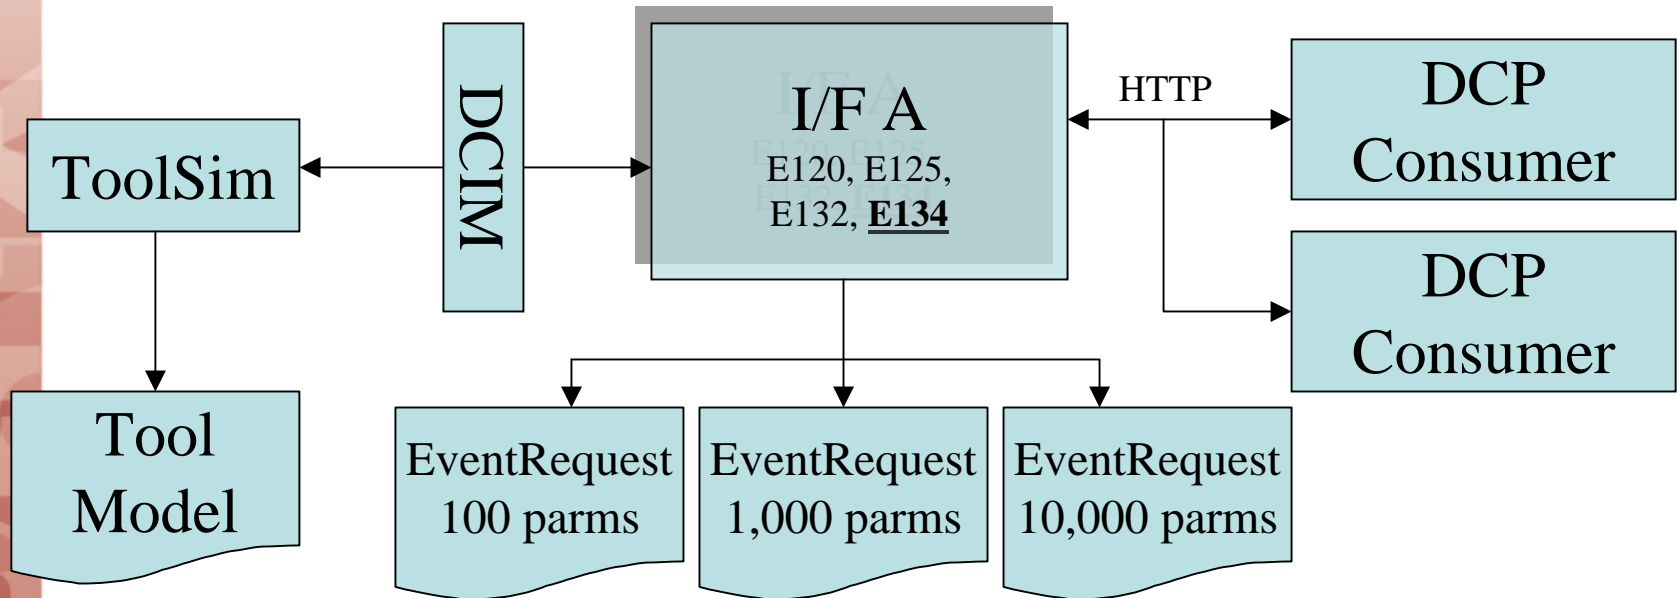 ToolSim
DCIM
I/F A
E120, E125,
E132, E134
HTTP
DCP
Consumer
DCP
Consumer
Tool
Model
EventRequest
100 parms
EventRequest
1,000 parms
EventRequest
10,000 parms